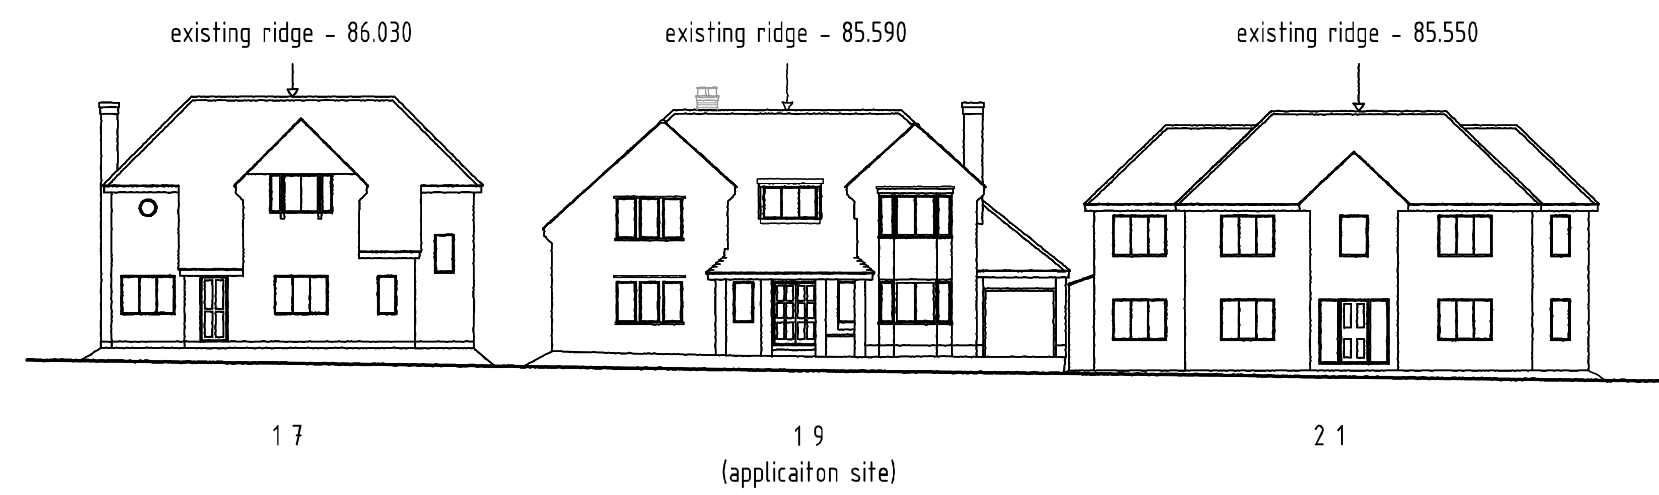 existing ridge - 86.030
existing ridge - 85.590
existing ridge - 85.550
17
19
21
(applicaiton site)